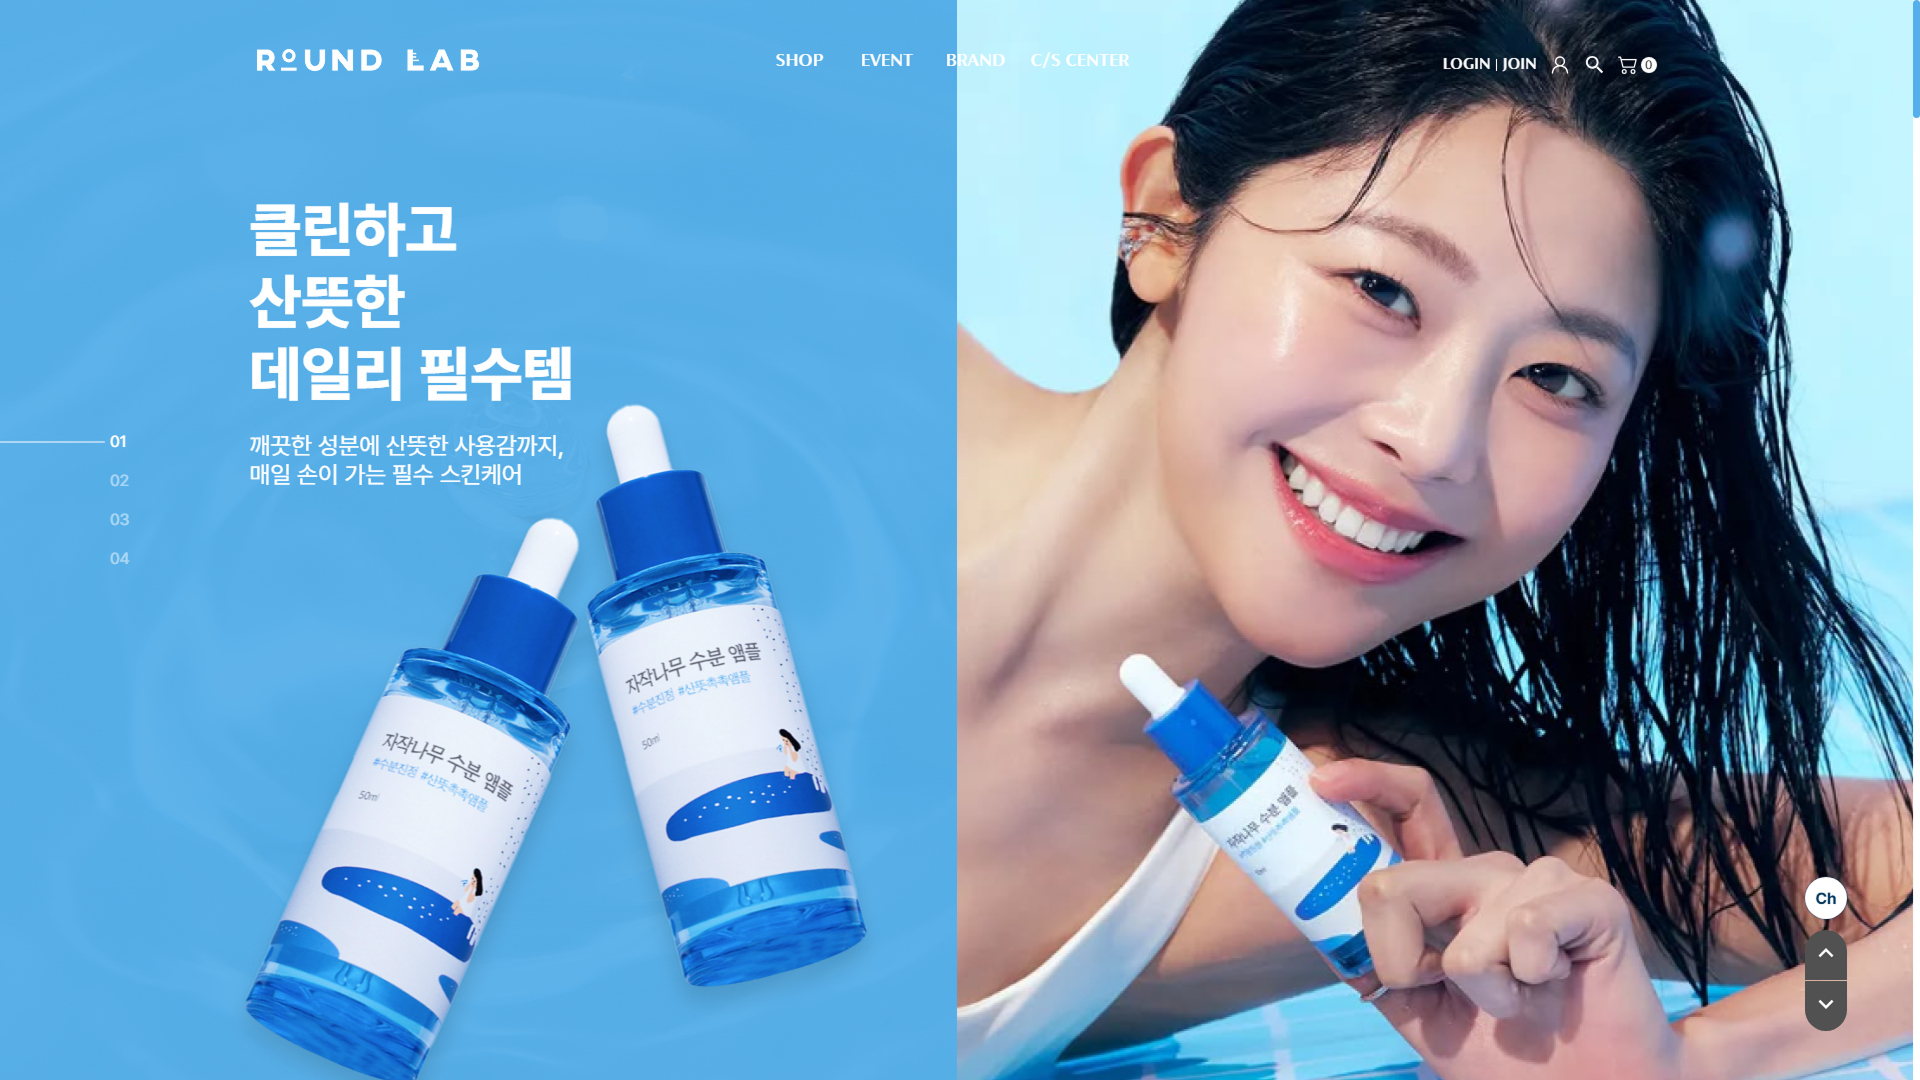 ROUND LAB
SHOP EVENT BRAND C/S CENTER
LOGIN | JOIN
0
클린하고
산뜻한
데일리 필수템
깨끗한 성분에 산뜻한 사용감까지,
매일 손이 가는 필수 스킨케어
01
02
03
04
자작나무 수분 앰플
#수분진정 #산뜻촉촉앰플
50ml
자작나무 수분 앰플
#수분진정 #산뜻촉촉앰플
50ml
자작나무 수분 앰플
Ch